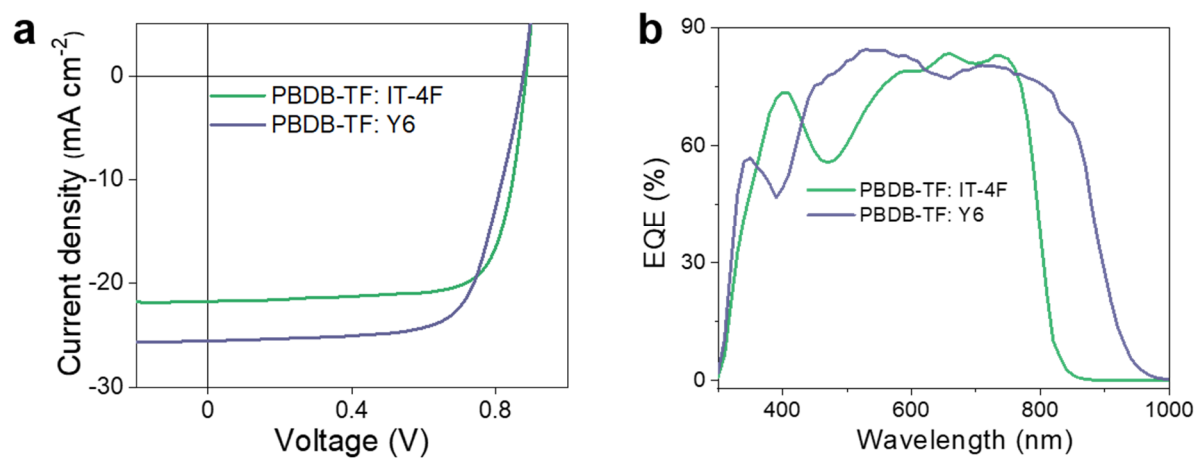 a
Current density (mA cm-2)
0
-10
-20
-30
PBDB-TF: IT-4F
PBDB-TF: Y6
0
0.4
0.8
Voltage (V)
b
EQE (%)
90
60
30
0
PBDB-TF: IT-4F
PBDB-TF: Y6
400
600
800
1000
Wavelength (nm)